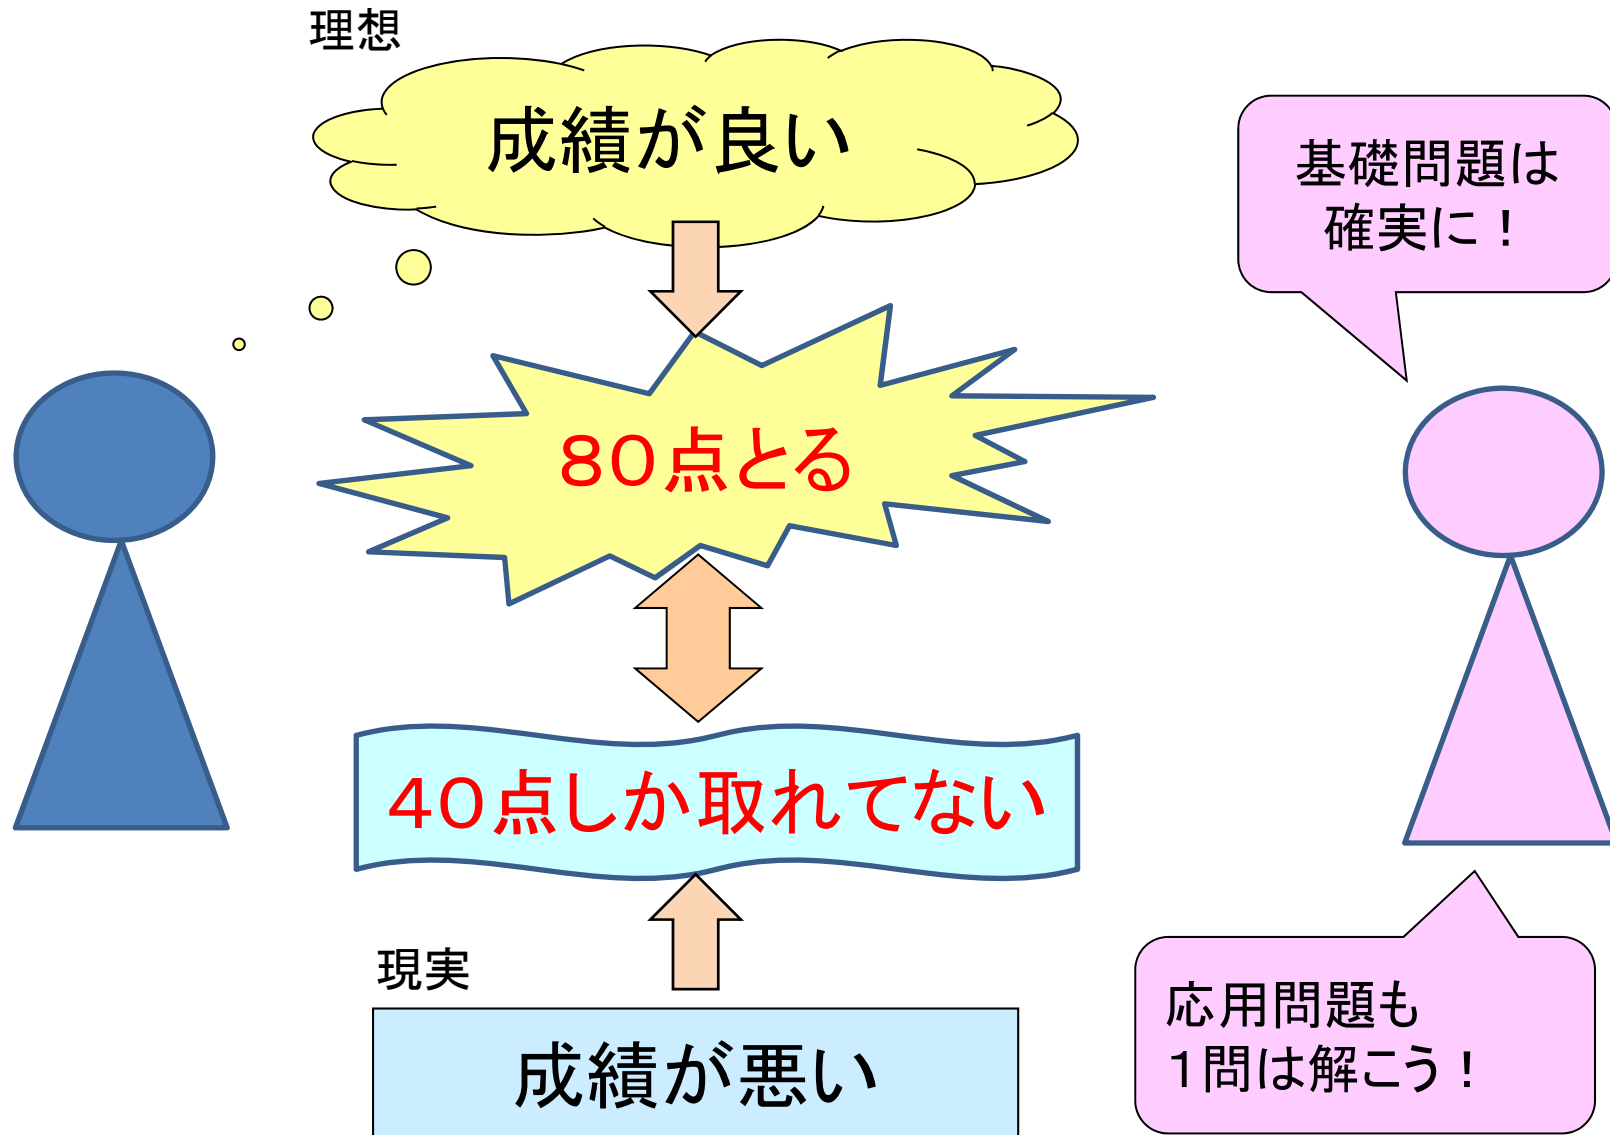 理想
成績が良い
基礎問題は
確実に！
８０点とる
４０点しか取れてない
現実
成績が悪い
応用問題も
１問は解こう！